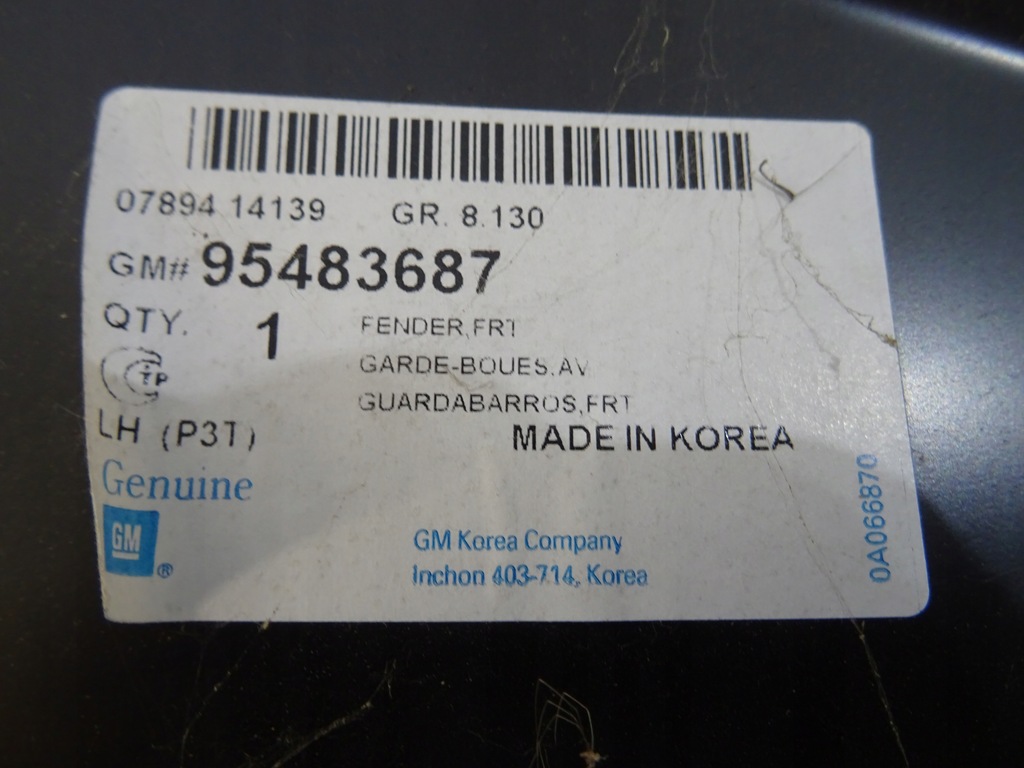 07894 14139 GR. 8.130
GM# 95483687
QTY. 1 FENDER,FRT
GARDE-BOUES,AV
GUARDABARROS,FRT
LH (P3T)
MADE IN KOREA
Genuine
GM®
GM Korea Company
Inchon 403-714, Korea
0A066870